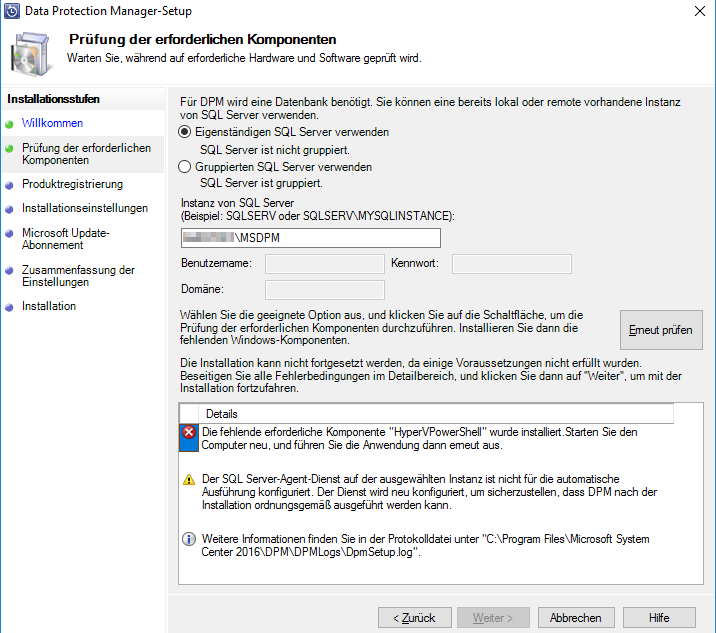 Data Protection Manager-Setup
Prüfung der erforderlichen Komponenten
Warten Sie, während auf erforderliche Hardware und Software geprüft wird.
Installationsstufen
Willkommen
Prüfung der erforderlichen
Komponenten
Produktregistrierung
Installationseinstellungen
Microsoft Update-
Abonnement
Zusammenfassung der
Einstellungen
Installation
Für DPM wird eine Datenbank benötigt. Sie können eine bereits lokal oder remote vorhandene Instanz
von SQL Server verwenden.
Eigenständigen SQL Server verwenden
SQL Server ist nicht gruppiert.
Gruppierten SQL Server verwenden
SQL Server ist gruppiert.
Instanz von SQL Server
(Beispiel: SQLSERV oder SQLSERV\MYSQLINSTANCE):
\MSDPM
Benutzername:
Kennwort:
Domäne:
Wählen Sie die geeignete Option aus, und klicken Sie auf die Schaltfläche, um die
Prüfung der erforderlichen Komponenten durchzuführen. Installieren Sie dann die
fehlenden Windows-Komponenten.
Erneut prüfen
Die Installation kann nicht fortgesetzt werden, da einige Voraussetzungen nicht erfüllt wurden.
Beseitigen Sie alle Fehlerbedingungen im Detailbereich, und klicken Sie dann auf "Weiter", um mit der
Installation fortzufahren.
Details
Die fehlende erforderliche Komponente "HyperVPowerShell" wurde installiert.Starten Sie den
Computer neu, und führen Sie die Anwendung dann erneut aus.
Der SQL Server-Agent-Dienst auf der ausgewählten Instanz ist nicht für die automatische
Ausführung konfiguriert. Der Dienst wird neu konfiguriert, um sicherzustellen, dass DPM nach der
Installation ordnungsgemäß ausgeführt werden kann.
Weitere Informationen finden Sie in der Protokolldatei unter "C:\Program Files\Microsoft System
Center 2016\DPM\DPMLogs\DpmSetup.log".
< Zurück
Weiter >
Abbrechen
Hilfe